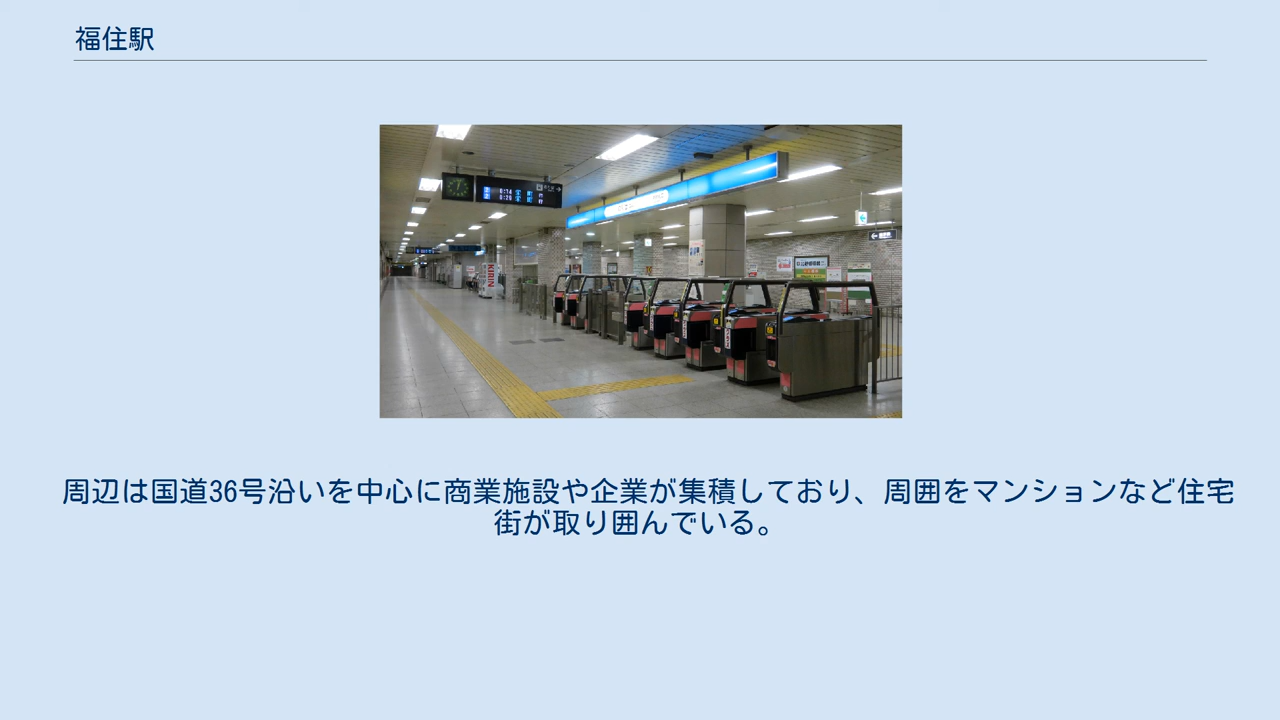 福住駅
KIRIN
周辺は国道36号沿いを中心に商業施設や企業が集積しており、周囲をマンションなど住宅
街が取り囲んでいる。